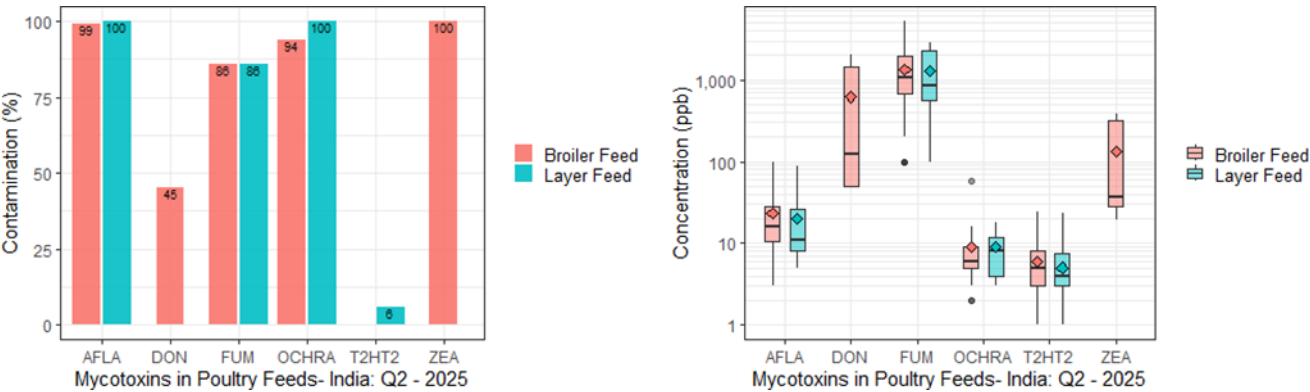 100
75
50
25
0
Contamination (%)
99
100
45
86
86
94
100
6
100
AFLA DON FUM OCHRA T2HT2 ZEA
Mycotoxins in Poultry Feeds- India: Q2 - 2025
Broiler Feed
Layer Feed
1,000
100
10
1
Concentration (ppb)
AFLA DON FUM OCHRA T2HT2 ZEA
Mycotoxins in Poultry Feeds- India: Q2 - 2025
Broiler Feed
Layer Feed